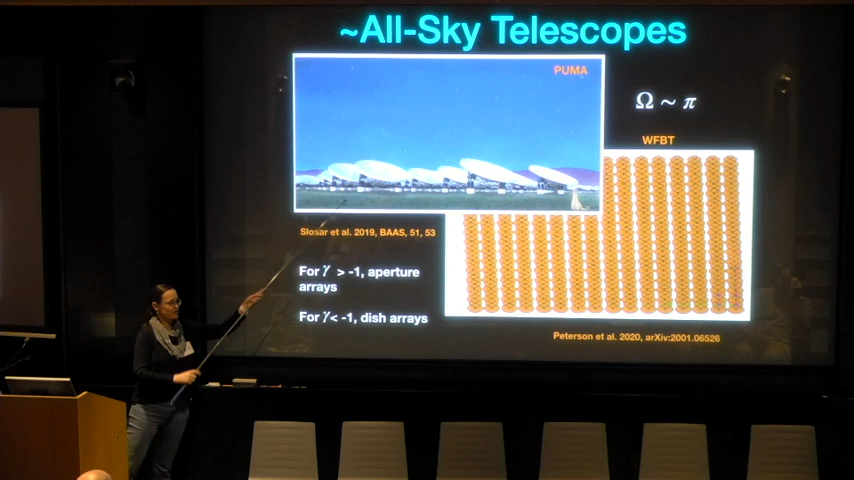 ~All-Sky Telescopes
PUMA
Ω ~ π
WFBT
Slosar et al. 2019, BAAS, 51, 53
For γ > -1, aperture
arrays
For γ < -1, dish arrays
Peterson et al. 2020, arXiv:2001.06526